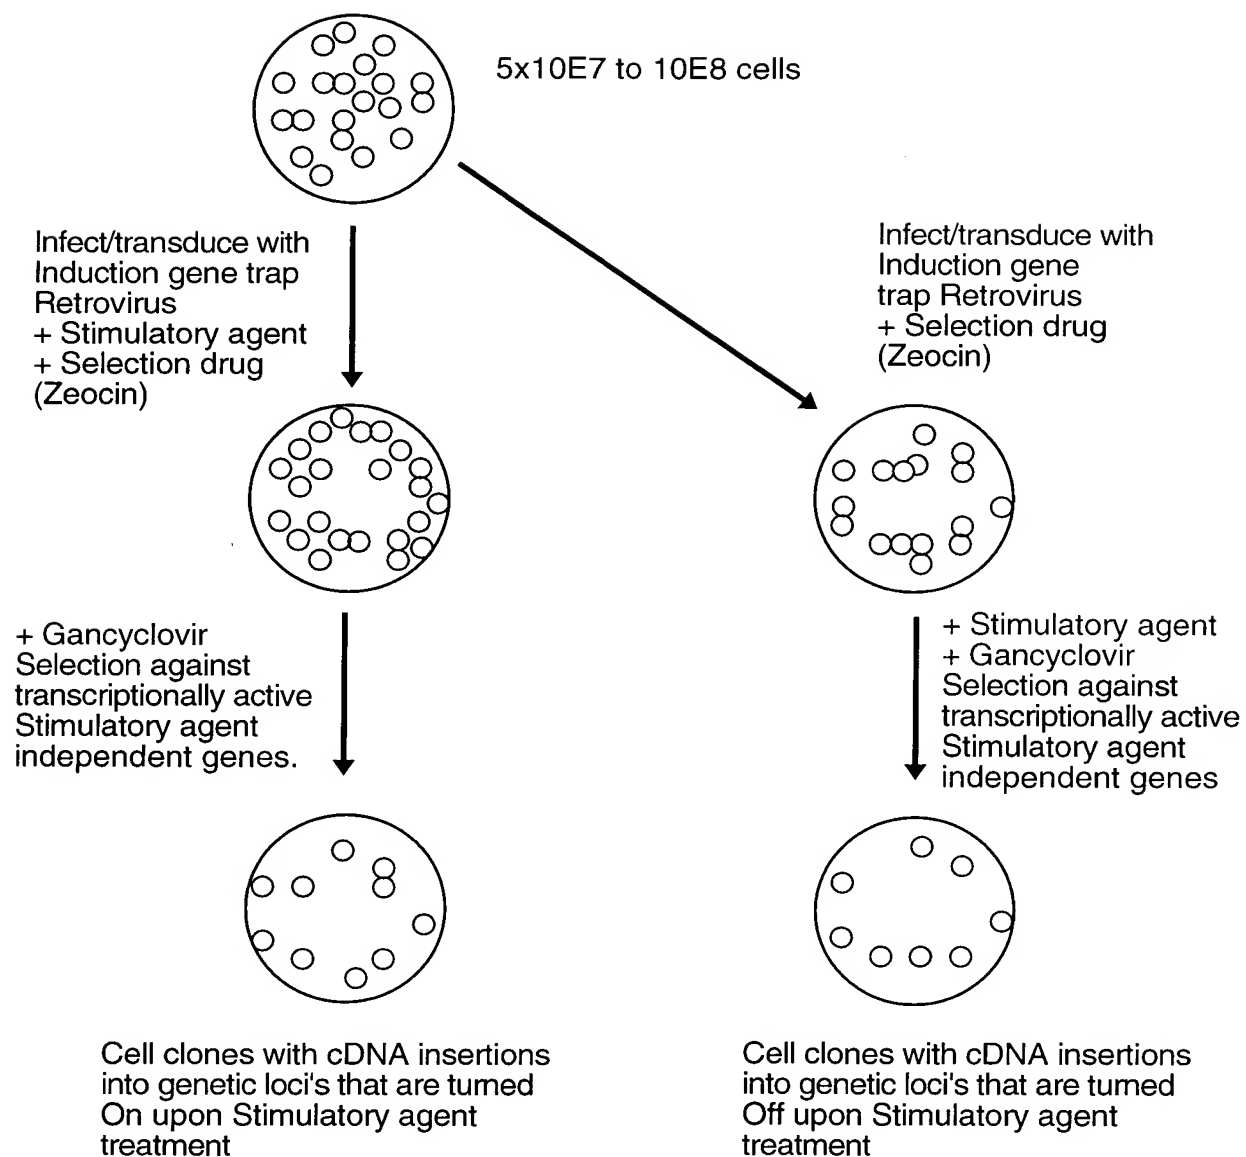 5x10E7 to 10E8 cells
Infect/transduce with
Induction gene trap
Retrovirus
+ Stimulatory agent
+ Selection drug
(Zeocin)
Infect/transduce with
Induction gene
trap Retrovirus
+ Selection drug
(Zeocin)
+ Gancyclovir
Selection against
transcriptionally active
Stimulatory agent
independent genes.
+ Stimulatory agent
+ Gancyclovir
Selection against
transcriptionally active
Stimulatory agent
independent genes
Cell clones with cDNA insertions
into genetic loci's that are turned
On upon Stimulatory agent
treatment
Cell clones with cDNA insertions
into genetic loci's that are turned
Off upon Stimulatory agent
treatment